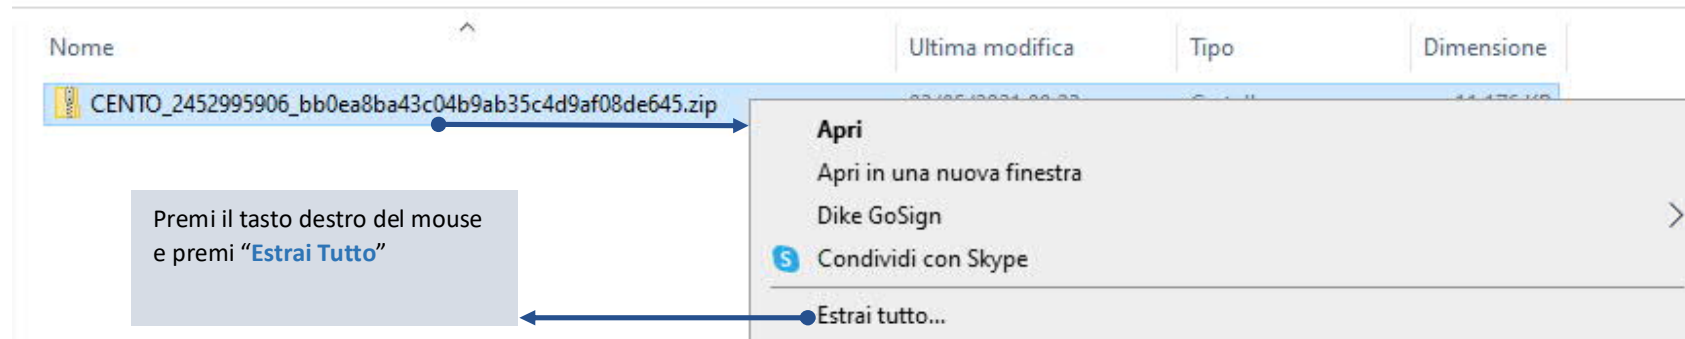 Nome Ultima modifica Tipo Dimensione
CENTO_2452995906_bb0ea8ba43c04b9ab35c4d9af08de645.zip
Apri
Apri in una nuova finestra
Dike GoSign
Condividi con Skype
Estrai tutto...
Premi il tasto destro del mouse
e premi “Estrai Tutto”